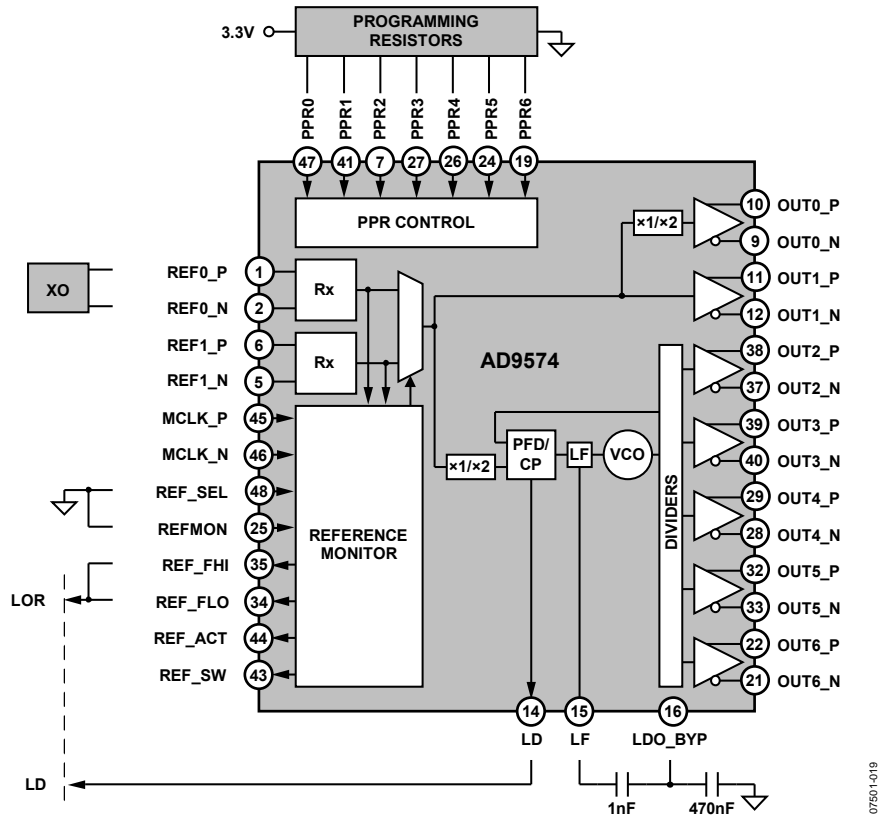 PROGRAMMING
RESISTORS
3.3V
PPR0
PPR1
PPR2
PPR3
PPR4
PPR5
PPR6
47
41
7
27
26
24
19
PPR CONTROL
XO
REF0_P
1
REF0_N
2
REF1_P
6
REF1_N
5
MCLK_P
45
MCLK_N
46
REF_SEL
48
REFMON
25
REF_FHI
35
REF_FLO
34
REF_ACT
44
REF_SW
43
LOR
LD
Rx
Rx
REFERENCE
MONITOR
AD9574
×1/×2
×1/×2
PFD/
CP
LF
VCO
DIVIDERS
10
OUT0_P
9
OUT0_N
11
OUT1_P
12
OUT1_N
38
OUT2_P
37
OUT2_N
39
OUT3_P
40
OUT3_N
29
OUT4_P
28
OUT4_N
32
OUT5_P
33
OUT5_N
22
OUT6_P
21
OUT6_N
14
15
16
LD
LF
LDO_BYP
1nF
470nF
07501-019